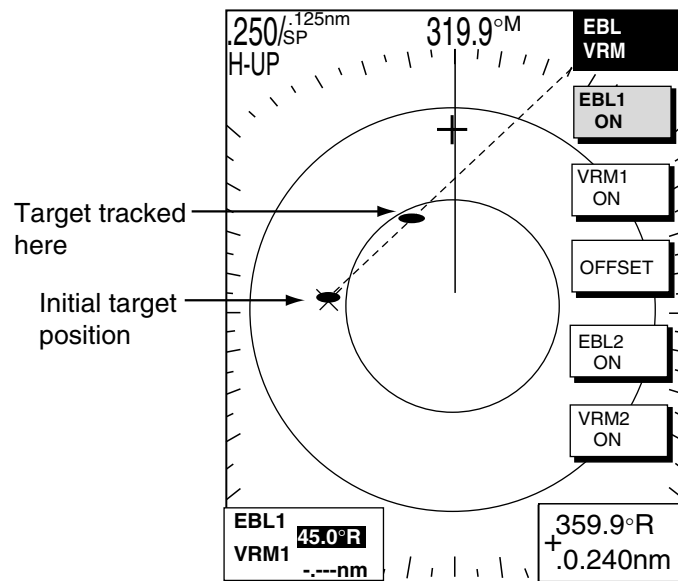 .250/SP .125nm
319.9°M
H-UP
EBL
VRM
EBL1
ON
VRM1
ON
OFFSET
EBL2
ON
VRM2
ON
Target tracked
here
Initial target
position
EBL1
45.0°R
VRM1
-.---nm
359.9°R
+
.0.240nm